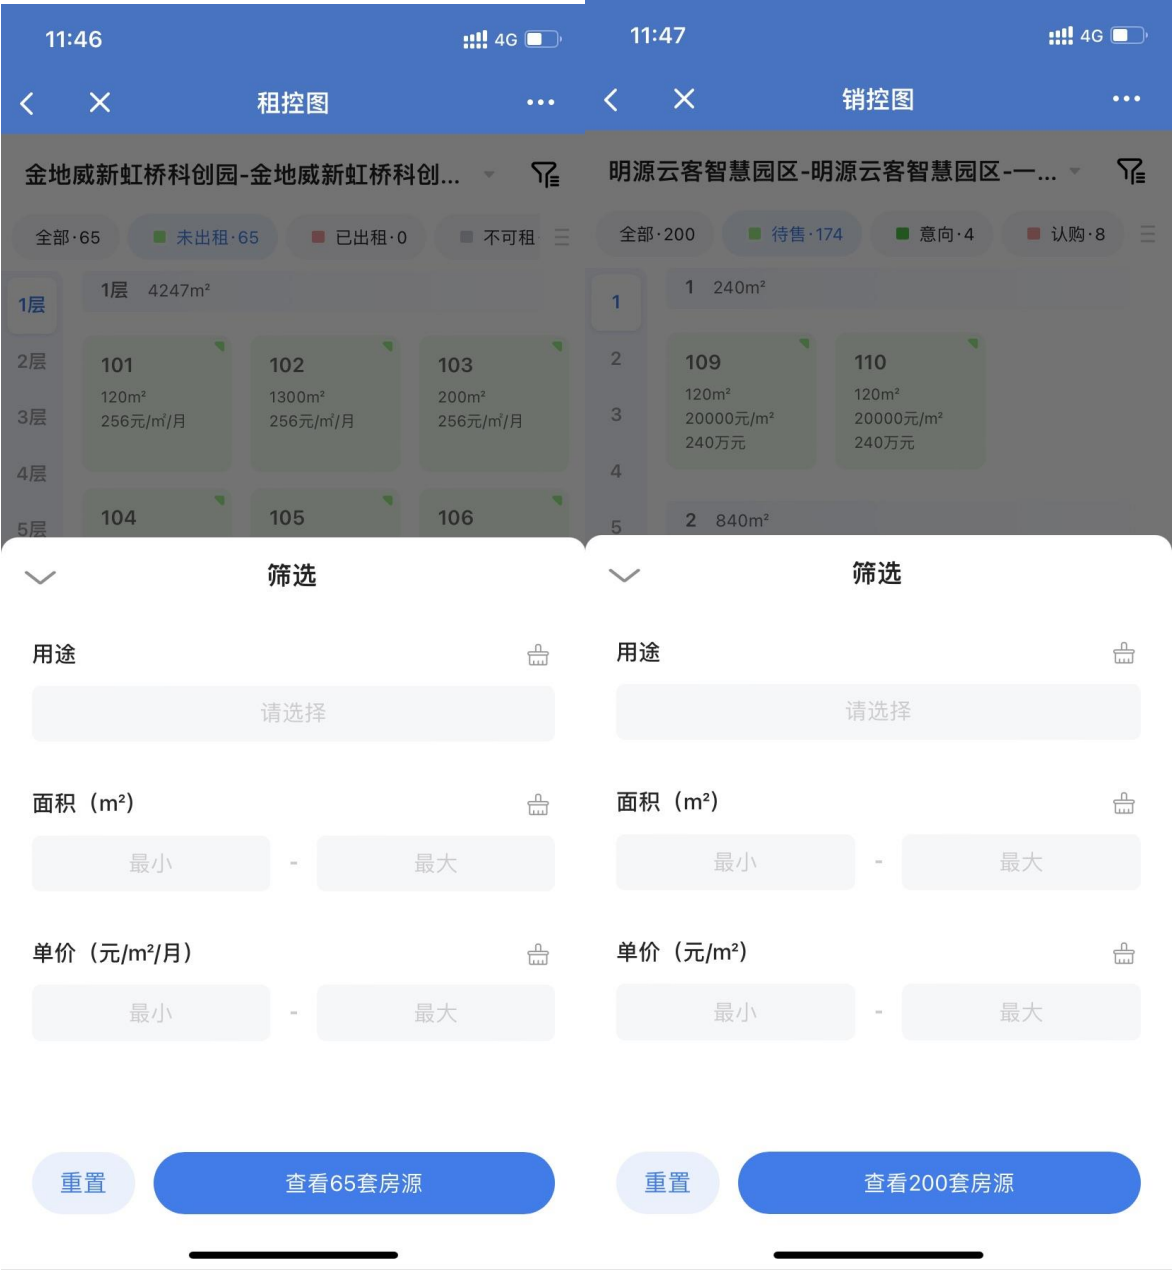 11:46
4G
租控图
金地威新虹桥科创园-金地威新虹桥科创...
全部·65
未出租·65
已出租·0
不可租
1层
2层
3层
4层
5层
1层 4247m²
101
120m²
256元/㎡/月
102
1300m²
256元/㎡/月
103
200m²
256元/㎡/月
104
105
106
筛选
用途
请选择
面积（m²）
最小 - 最大
单价（元/m²/月）
最小 - 最大
重置
查看65套房源
11:47
4G
销控图
明源云客智慧园区-明源云客智慧园区-一...
全部·200
待售·174
意向·4
认购·8
1
2
3
4
5
1 240m²
109
120m²
20000元/m²
240万元
110
120m²
20000元/m²
240万元
2 840m²
筛选
用途
请选择
面积（m²）
最小 - 最大
单价（元/m²）
最小 - 最大
重置
查看200套房源